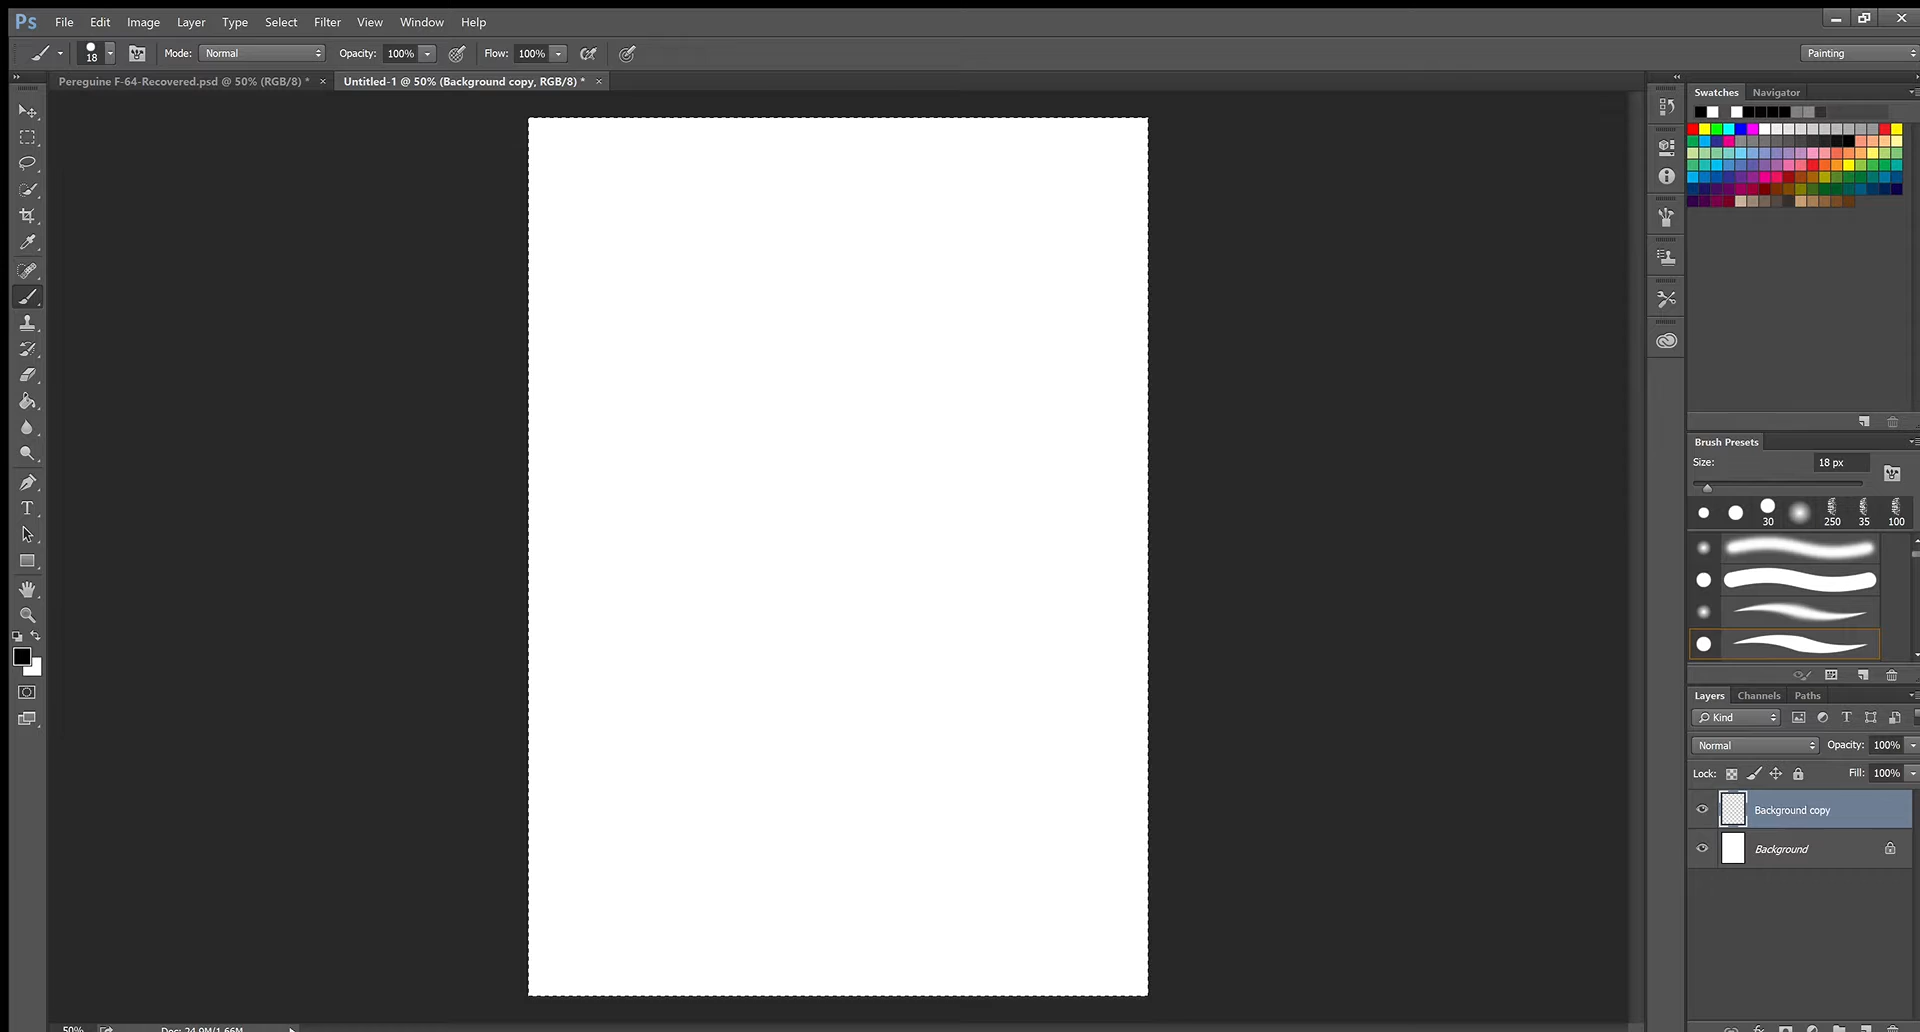 Ps File Edit Image Layer Type Select Filter View Window Help
18 Mode: Normal Opacity: 100% Flow: 100% Painting
Pereguine F-64-Recovered.psd @ 50% (RGB/8) * × Untitled-1 @ 50% (Background copy, RGB/8) * ×
Swatches Navigator
Brush Presets
Size: 18 px
30 250 35 100
Layers Channels Paths
Kind
Normal Opacity: 100%
Lock: Fill: 100%
Background copy
Background
50% Doc: 24.9M/1.66M